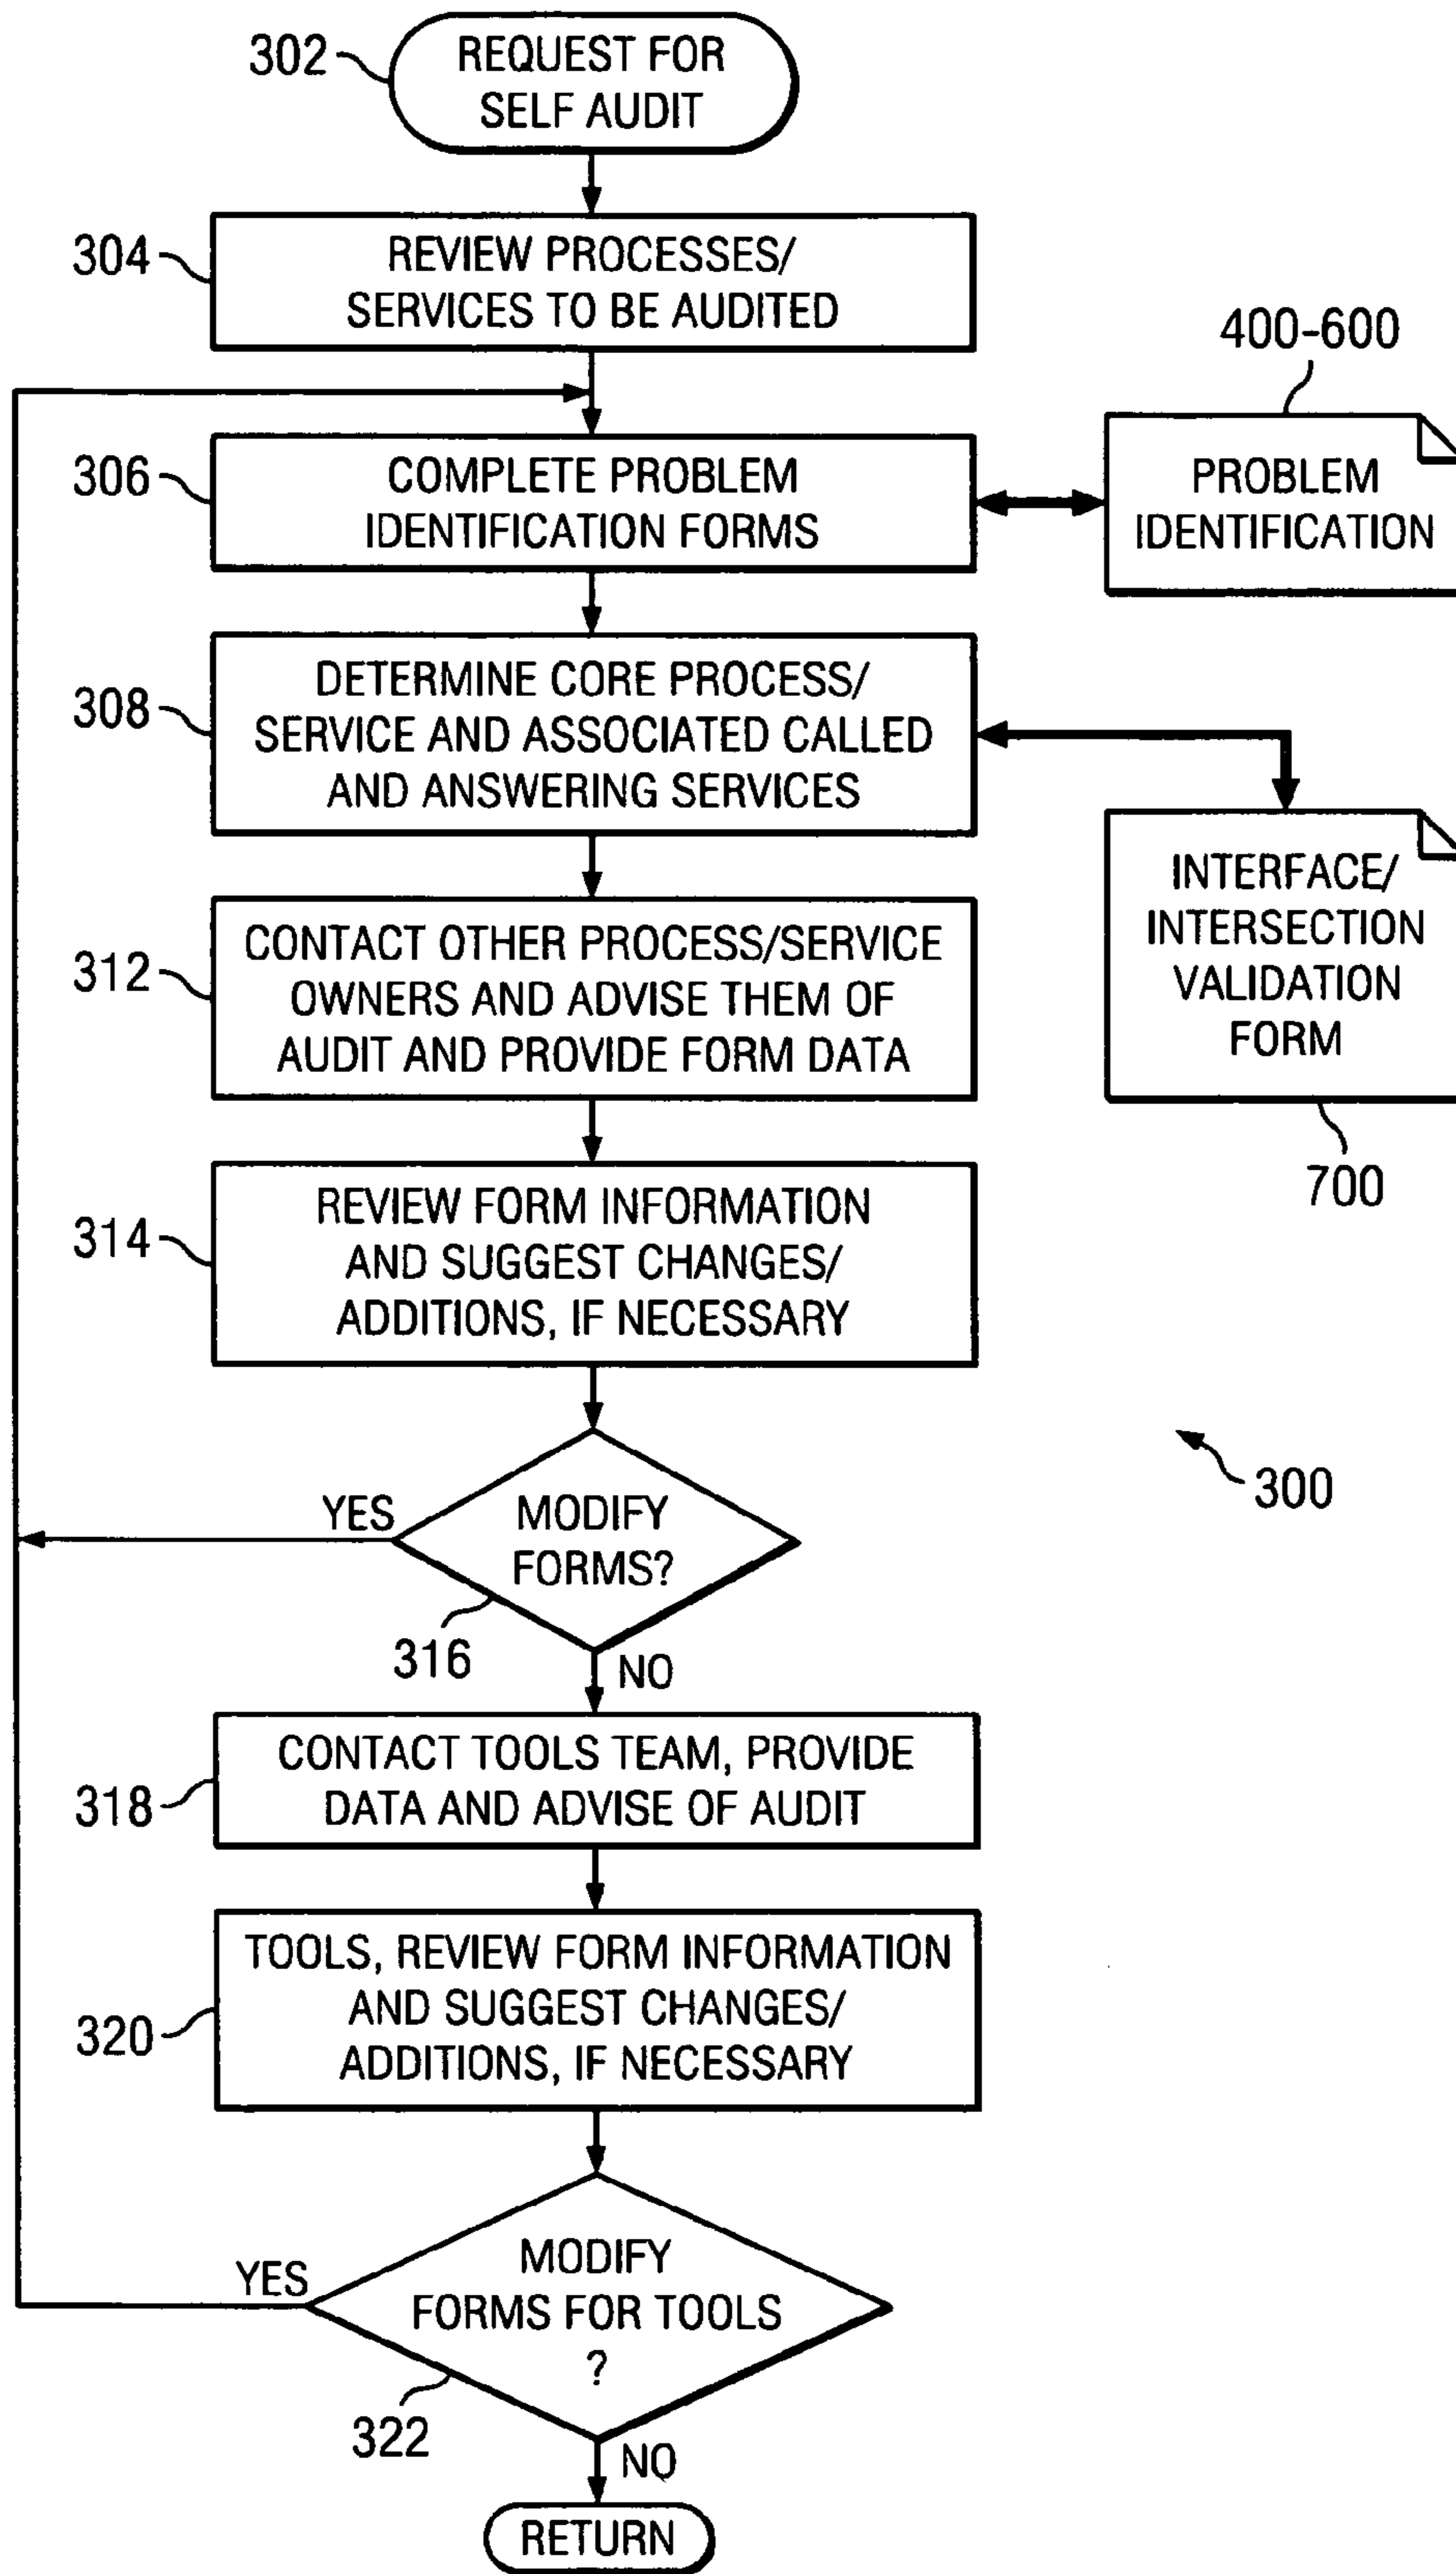 302
REQUEST FOR
SELF AUDIT
304
REVIEW PROCESSES/
SERVICES TO BE AUDITED
400-600
306
COMPLETE PROBLEM
IDENTIFICATION FORMS
PROBLEM
IDENTIFICATION
308
DETERMINE CORE PROCESS/
SERVICE AND ASSOCIATED CALLED
AND ANSWERING SERVICES
INTERFACE/
INTERSECTION
VALIDATION
FORM
700
312
CONTACT OTHER PROCESS/SERVICE
OWNERS AND ADVISE THEM OF
AUDIT AND PROVIDE FORM DATA
314
REVIEW FORM INFORMATION
AND SUGGEST CHANGES/
ADDITIONS, IF NECESSARY
300
YES
MODIFY
FORMS?
316
NO
318
CONTACT TOOLS TEAM, PROVIDE
DATA AND ADVISE OF AUDIT
320
TOOLS, REVIEW FORM INFORMATION
AND SUGGEST CHANGES/
ADDITIONS, IF NECESSARY
YES
MODIFY
FORMS FOR TOOLS
?
322
NO
RETURN